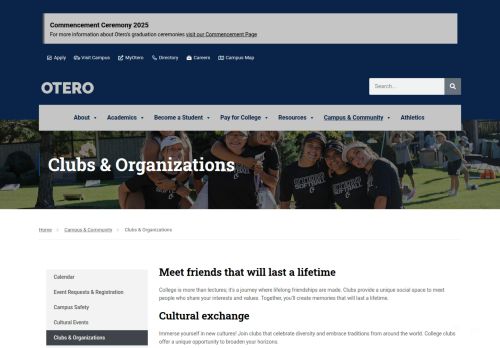 Commencement Ceremony 2025
For more information about Otero's graduation ceremonies visit our Commencement Page
Apply Visit Campus MyOtero Directory Careers Campus Map
OTERO
Search...
About Academics Become a Student Pay for College Resources Campus & Community Athletics
Clubs & Organizations
Home Campus & Community Clubs & Organizations
Calendar
Event Requests & Registration
Campus Safety
Cultural Events
Clubs & Organizations
Meet friends that will last a lifetime
College is more than lectures; it's a journey where lifelong friendships are made. Clubs provide a unique social space to meet
people who share your interests and values. Together, you'll create memories that will last a lifetime.
Cultural exchange
Immerse yourself in new cultures! Join clubs that celebrate diversity and embrace traditions from around the world. College clubs
offer a unique opportunity to broaden your horizons.